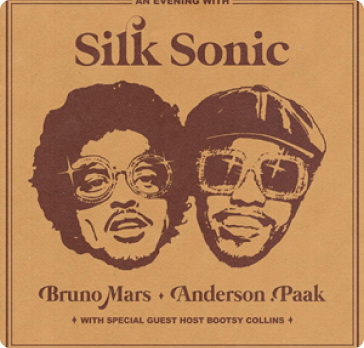 AN EVENING WITH
Silk Sonic
Bruno Mars ✦ Anderson .Paak
✦ WITH SPECIAL GUEST HOST BOOTSY COLLINS ✦